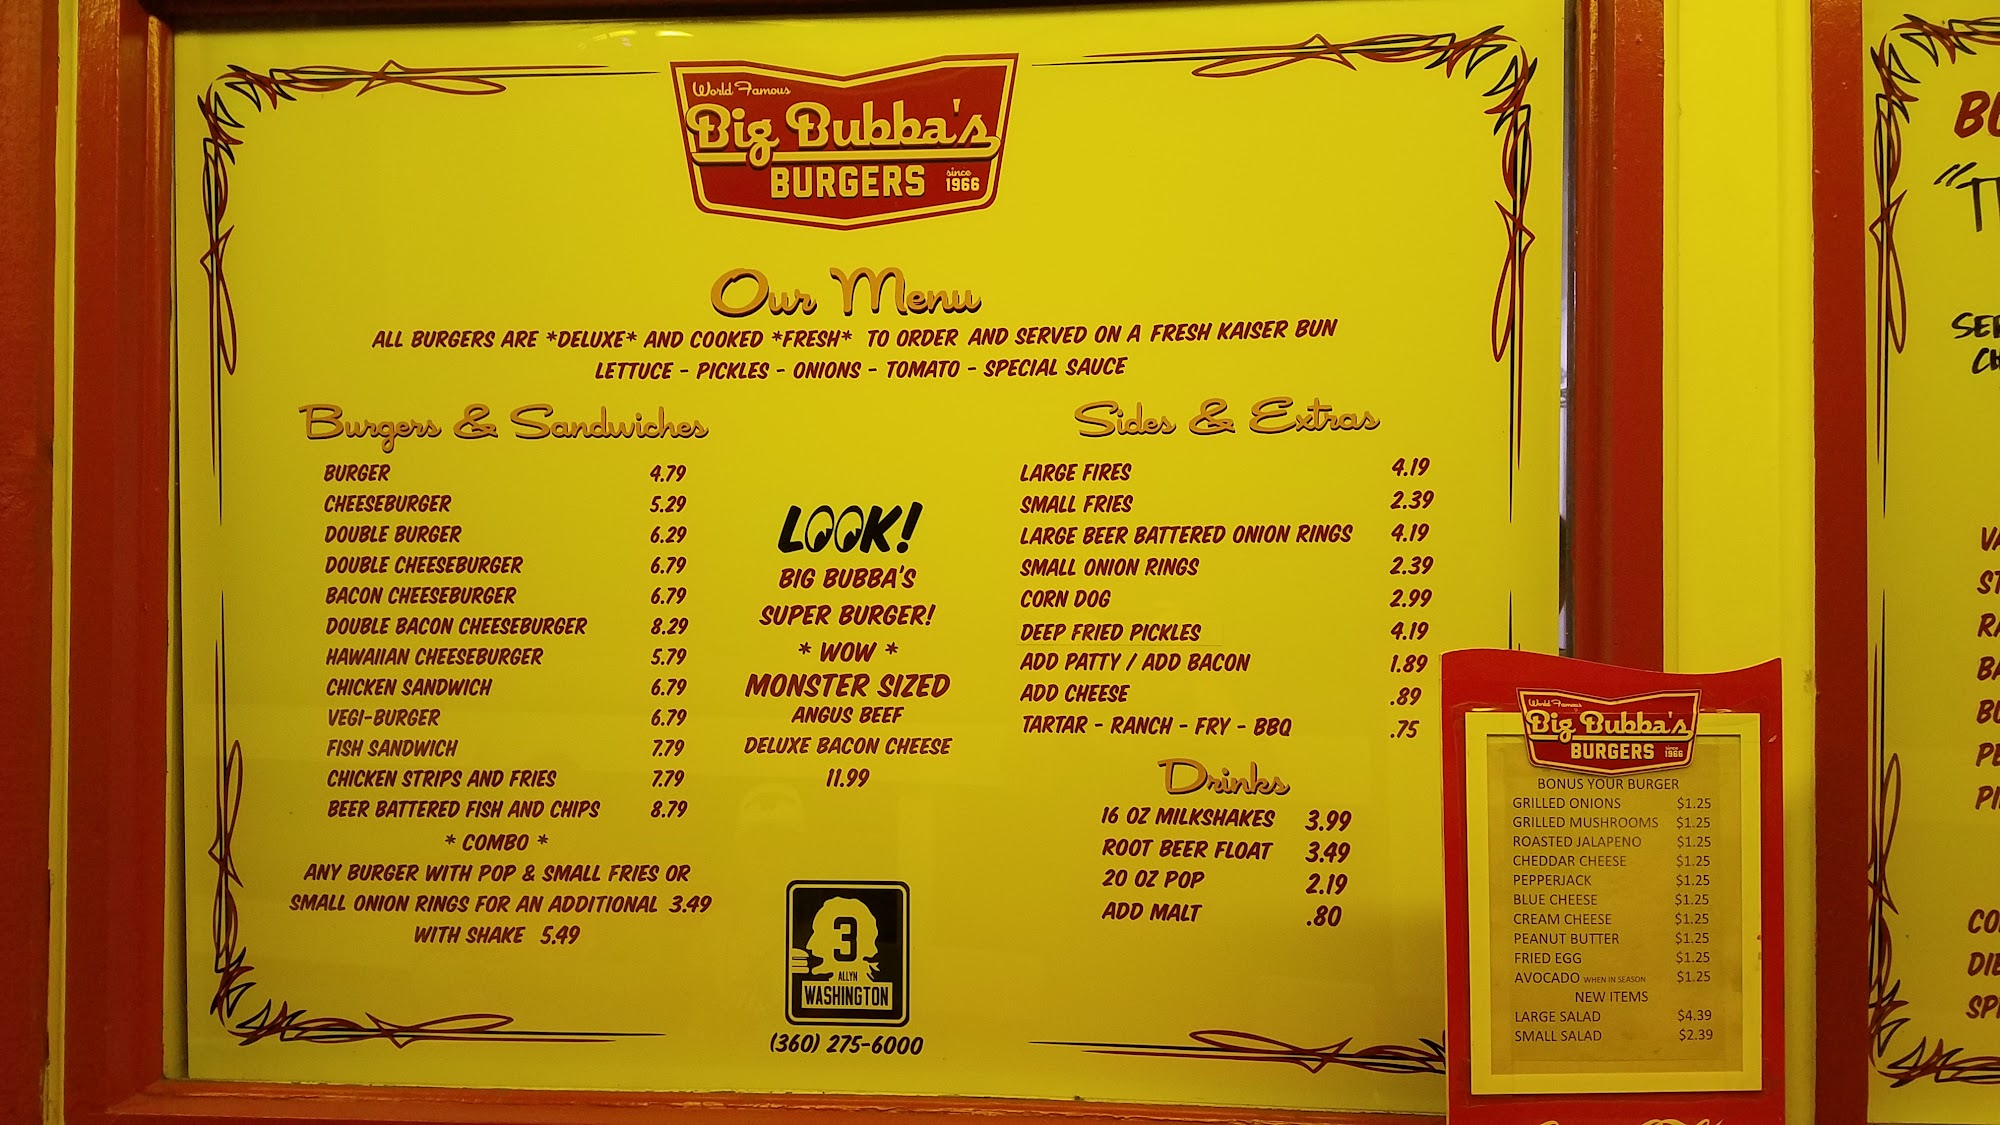 World Famous
Big Bubba's
BURGERS since 1966
Our Menu
ALL BURGERS ARE *DELUXE* AND COOKED *FRESH* TO ORDER AND SERVED ON A FRESH KAISER BUN
LETTUCE - PICKLES - ONIONS - TOMATO - SPECIAL SAUCE
Burgers & Sandwiches
BURGER 4.79
CHEESEBURGER 5.29
DOUBLE BURGER 6.29
DOUBLE CHEESEBURGER 6.79
BACON CHEESEBURGER 6.79
DOUBLE BACON CHEESEBURGER 8.29
HAWAIIAN CHEESEBURGER 5.79
CHICKEN SANDWICH 6.79
VEGI-BURGER 6.79
FISH SANDWICH 7.79
CHICKEN STRIPS AND FRIES 7.79
BEER BATTERED FISH AND CHIPS 8.79
* COMBO *
ANY BURGER WITH POP & SMALL FRIES OR
SMALL ONION RINGS FOR AN ADDITIONAL 3.49
WITH SHAKE 5.49
LOOK!
BIG BUBBA'S
SUPER BURGER!
* WOW *
MONSTER SIZED
ANGUS BEEF
DELUXE BACON CHEESE
11.99
3
ALLYN
WASHINGTON
(360) 275-6000
Sides & Extras
LARGE FIRES 4.19
SMALL FRIES 2.39
LARGE BEER BATTERED ONION RINGS 4.19
SMALL ONION RINGS 2.39
CORN DOG 2.99
DEEP FRIED PICKLES 4.19
ADD PATTY / ADD BACON 1.89
ADD CHEESE .89
TARTAR - RANCH - FRY - BBQ .75
Drinks
16 OZ MILKSHAKES 3.99
ROOT BEER FLOAT 3.49
20 OZ POP 2.19
ADD MALT .80
World Famous
Big Bubba's
BURGERS since 1966
BONUS YOUR BURGER
GRILLED ONIONS $1.25
GRILLED MUSHROOMS $1.25
ROASTED JALAPENO $1.25
CHEDDAR CHEESE $1.25
PEPPERJACK $1.25
BLUE CHEESE $1.25
CREAM CHEESE $1.25
PEANUT BUTTER $1.25
FRIED EGG $1.25
AVOCADO WHEN IN SEASON $1.25
NEW ITEMS
LARGE SALAD $4.39
SMALL SALAD $2.39